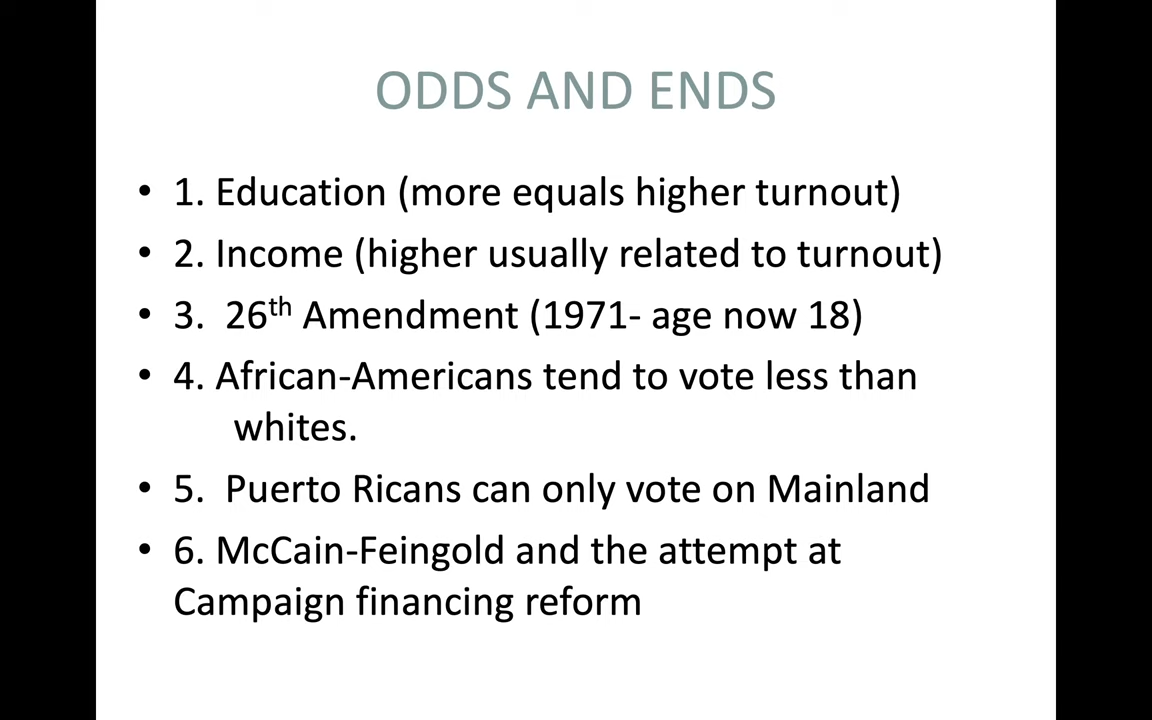 ODDS AND ENDS
• 1. Education (more equals higher turnout)
• 2. Income (higher usually related to turnout)
• 3.  26th Amendment (1971- age now 18)
• 4. African-Americans tend to vote less than
whites.
• 5.  Puerto Ricans can only vote on Mainland
• 6. McCain-Feingold and the attempt at
Campaign financing reform